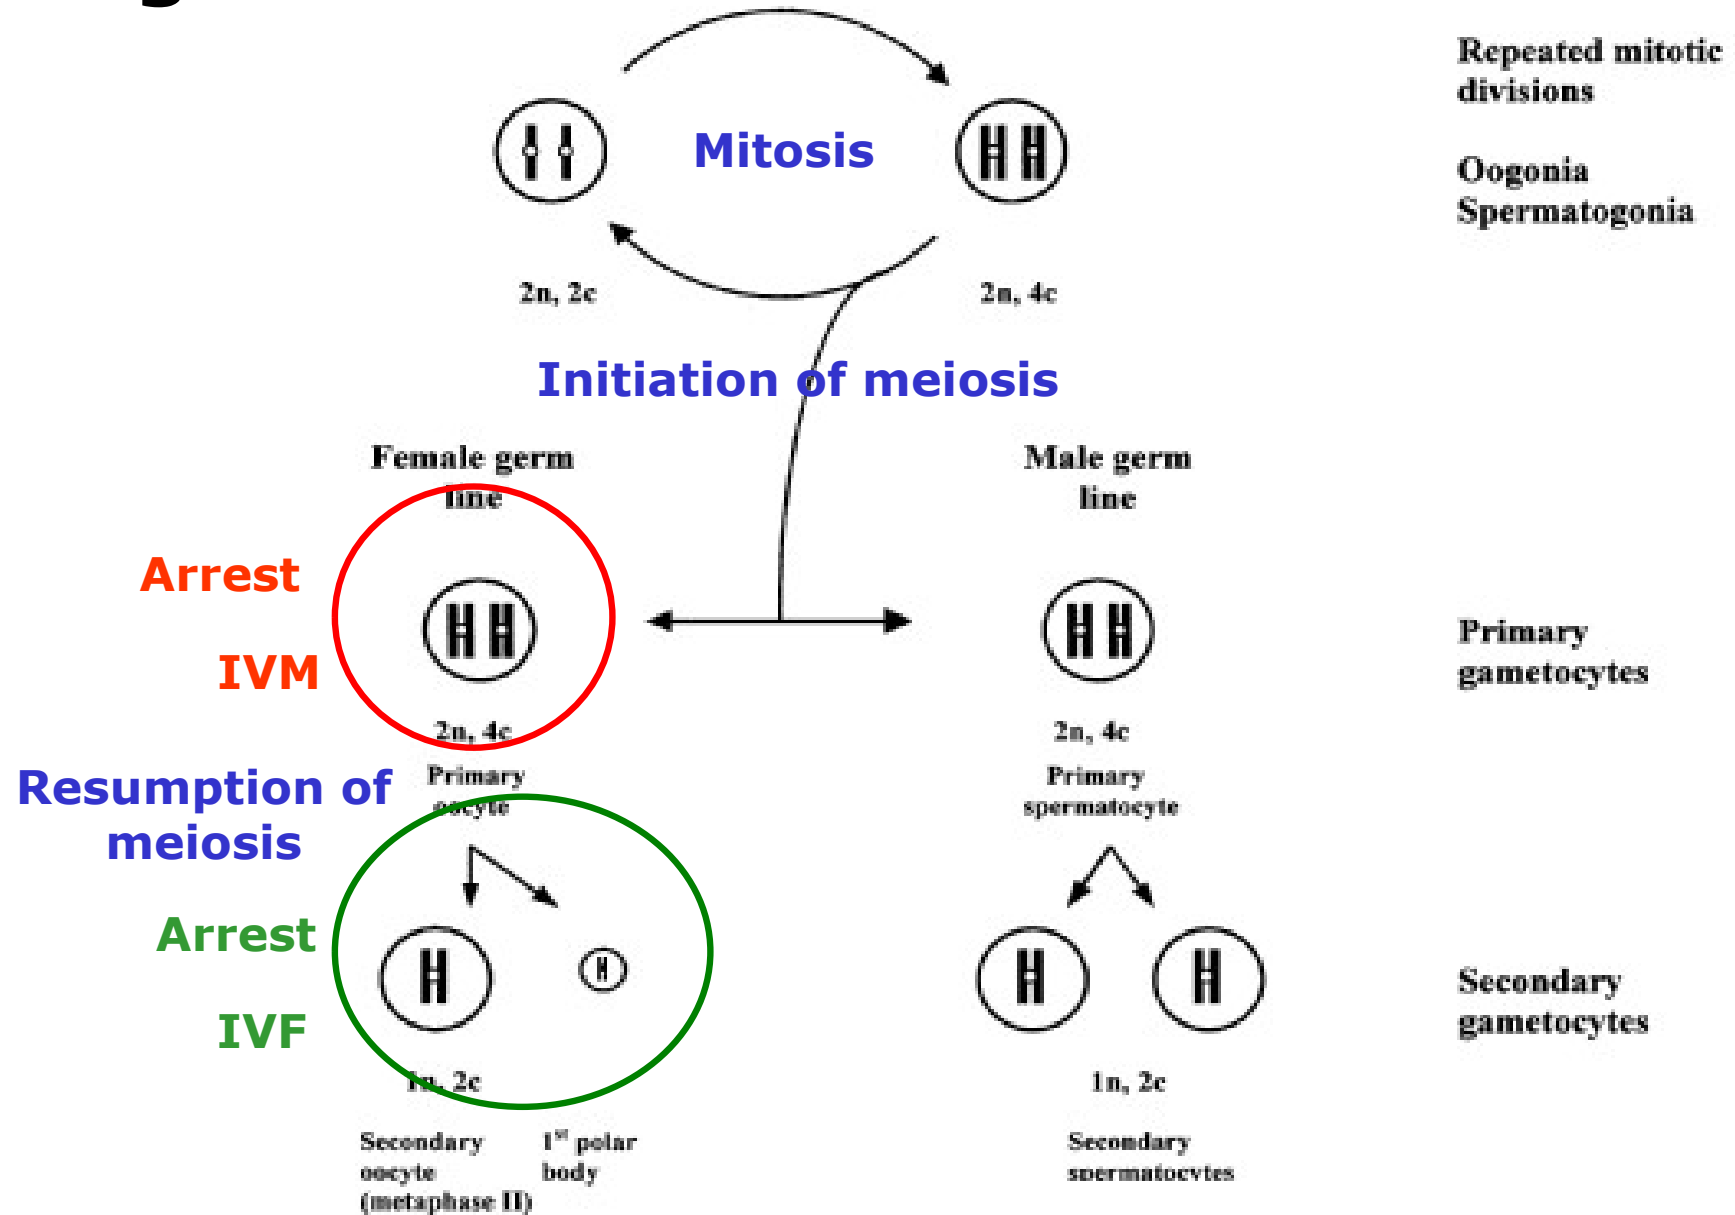 Repeated mitotic
divisions
Mitosis
Oogonia
Spermatogonia
2n, 2c
2n, 4c
Initiation of meiosis
Female germ
line
Male germ
line
Arrest
IVM
Primary
gametocytes
2n, 4c
2n, 4c
Primary
oocyte
Primary
spermatocyte
Resumption of
meiosis
Arrest
IVF
Secondary
gametocytes
1n, 2c
1n, 2c
Secondary
oocyte
(metaphase II)
1st polar
body
Secondary
spermatocytes